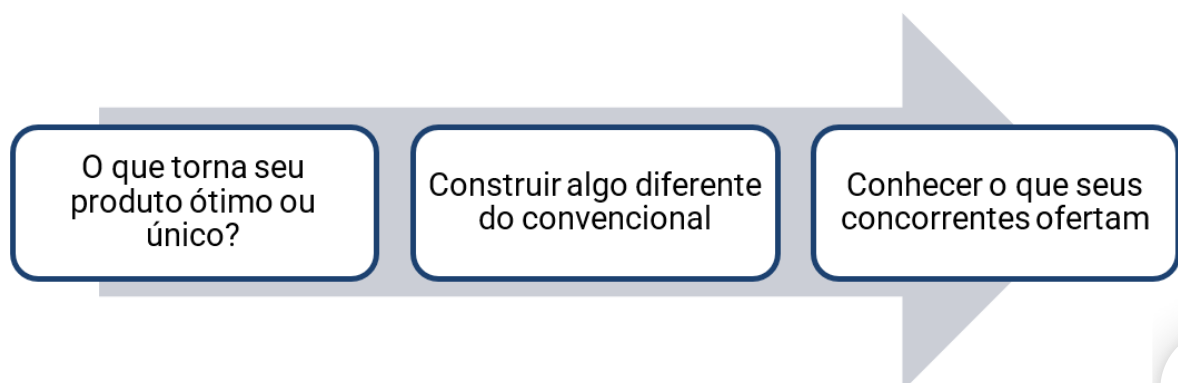 O que torna seu
produto ótimo ou
único?
Construir algo diferente
do convencional
Conhecer o que seus
concorrentes ofertam